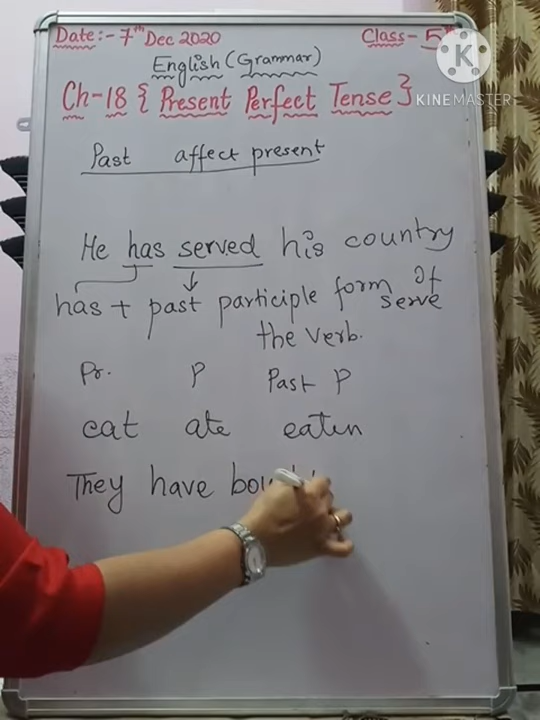 Date:- 7th Dec 2020
Class- 5th
English (Grammar)
Ch-18 { Present Perfect Tense }
KINEMASTER
Past affect present
He has served his country
has + past participle form of
serve
the verb.
Pr. P Past P
eat ate eaten
They have